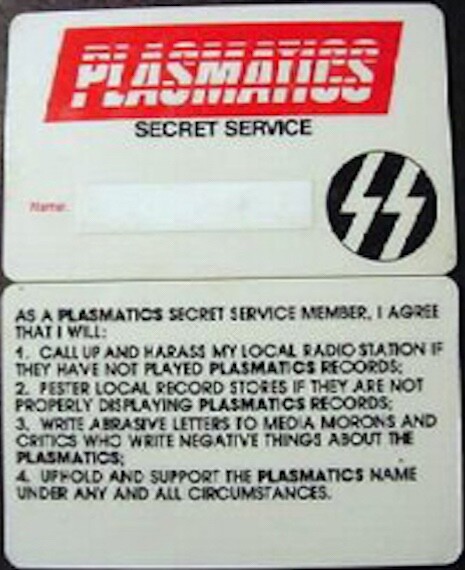 PLASMATICS
SECRET SERVICE
Name:
SS
AS A PLASMATICS SECRET SERVICE MEMBER, I AGREE
THAT I WILL:
1. CALL UP AND HARASS MY LOCAL RADIO STATION IF
THEY HAVE NOT PLAYED PLASMATICS RECORDS;
2. PESTER LOCAL RECORD STORES IF THEY ARE NOT
PROPERLY DISPLAYING PLASMATICS RECORDS;
3. WRITE ABRASIVE LETTERS TO MEDIA MORONS AND
CRITICS WHO WRITE NEGATIVE THINGS ABOUT THE
PLASMATICS;
4. UPHOLD AND SUPPORT THE PLASMATICS NAME
UNDER ANY AND ALL CIRCUMSTANCES.